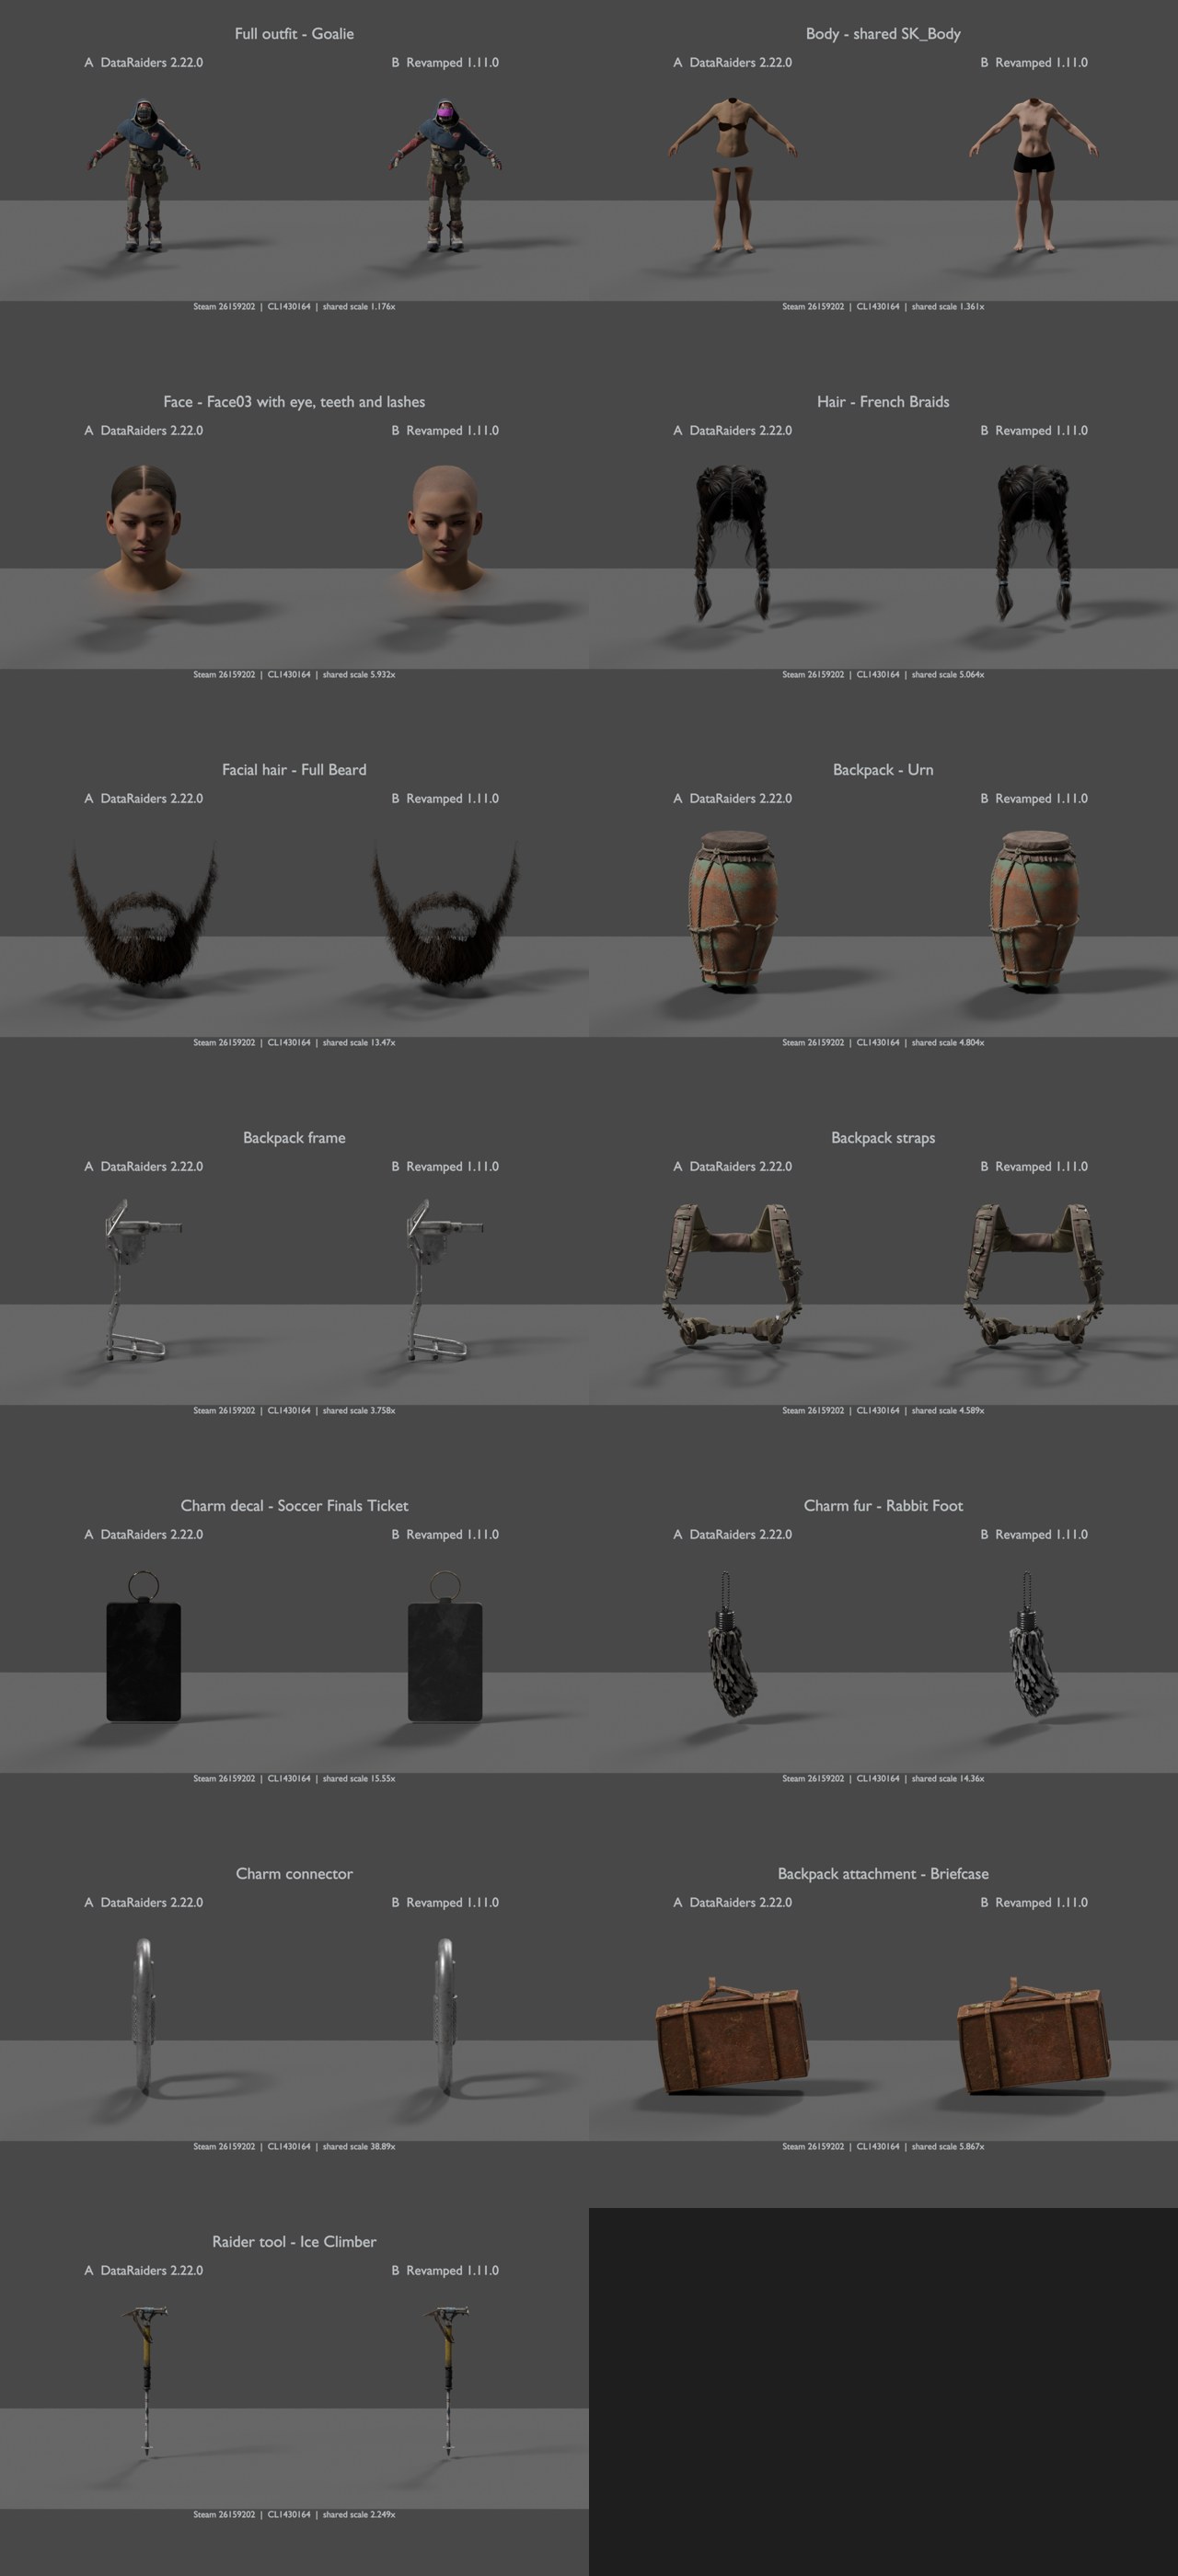 Full outfit - Goalie
A DataRaiders 2.22.0
B Revamped 1.11.0
Steam 26159202 | CL1430164 | shared scale 1.176x
Body - shared SK_Body
A DataRaiders 2.22.0
B Revamped 1.11.0
Steam 26159202 | CL1430164 | shared scale 1.361x
Face - Face03 with eye, teeth and lashes
A DataRaiders 2.22.0
B Revamped 1.11.0
Steam 26159202 | CL1430164 | shared scale 5.932x
Hair - French Braids
A DataRaiders 2.22.0
B Revamped 1.11.0
Steam 26159202 | CL1430164 | shared scale 5.064x
Facial hair - Full Beard
A DataRaiders 2.22.0
B Revamped 1.11.0
Steam 26159202 | CL1430164 | shared scale 13.47x
Backpack - Urn
A DataRaiders 2.22.0
B Revamped 1.11.0
Steam 26159202 | CL1430164 | shared scale 4.804x
Backpack frame
A DataRaiders 2.22.0
B Revamped 1.11.0
Steam 26159202 | CL1430164 | shared scale 3.758x
Backpack straps
A DataRaiders 2.22.0
B Revamped 1.11.0
Steam 26159202 | CL1430164 | shared scale 4.589x
Charm decal - Soccer Finals Ticket
A DataRaiders 2.22.0
B Revamped 1.11.0
Steam 26159202 | CL1430164 | shared scale 15.55x
Charm fur - Rabbit Foot
A DataRaiders 2.22.0
B Revamped 1.11.0
Steam 26159202 | CL1430164 | shared scale 14.36x
Charm connector
A DataRaiders 2.22.0
B Revamped 1.11.0
Steam 26159202 | CL1430164 | shared scale 38.89x
Backpack attachment - Briefcase
A DataRaiders 2.22.0
B Revamped 1.11.0
Steam 26159202 | CL1430164 | shared scale 5.867x
Raider tool - Ice Climber
A DataRaiders 2.22.0
B Revamped 1.11.0
Steam 26159202 | CL1430164 | shared scale 2.249x